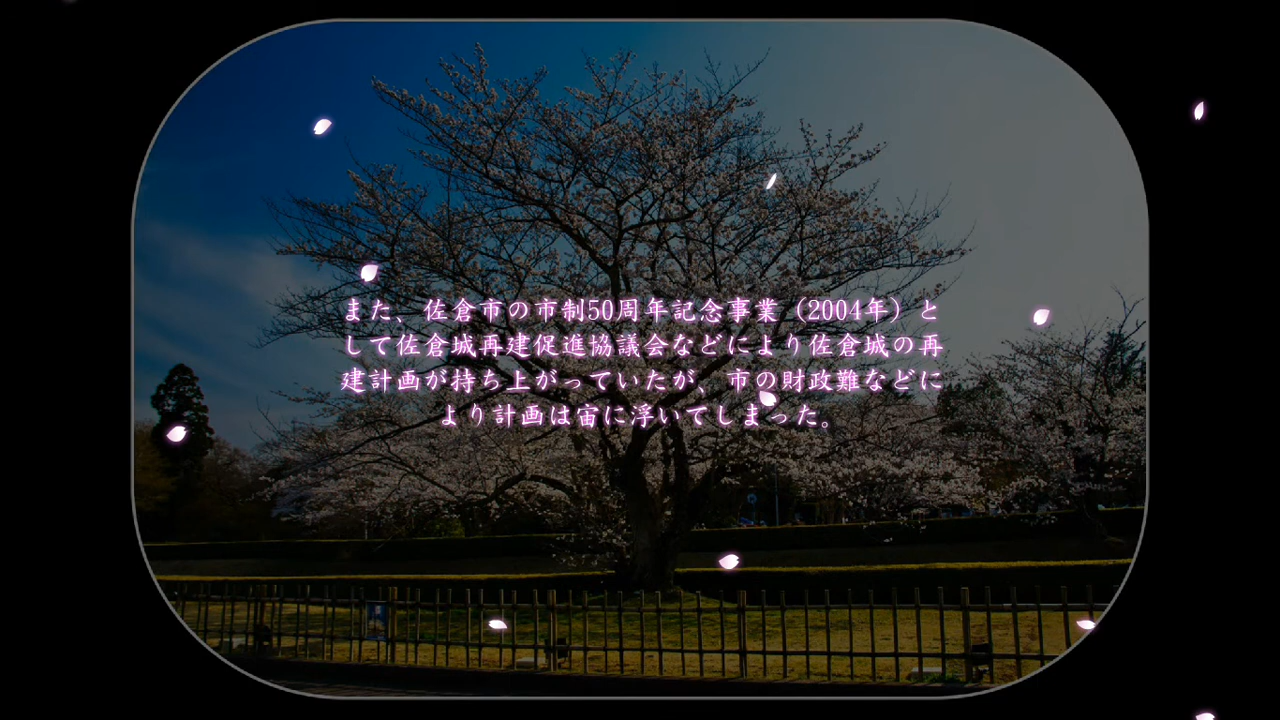 また、佐倉市の市制50周年記念事業（2004年）と
して佐倉城再建促進協議会などにより佐倉城の再
建計画が持ち上がっていたが、市の財政難などに
より計画は宙に浮いてしまった。